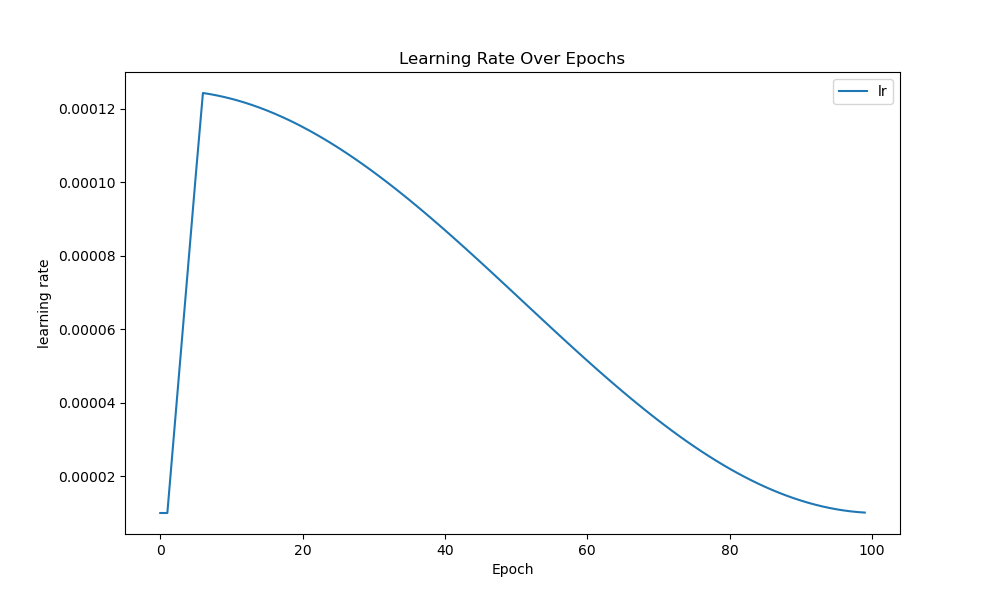 Learning Rate Over Epochs
lr
0.00012
0.00010
0.00008
0.00006
0.00004
0.00002
learning rate
0 20 40 60 80 100
Epoch